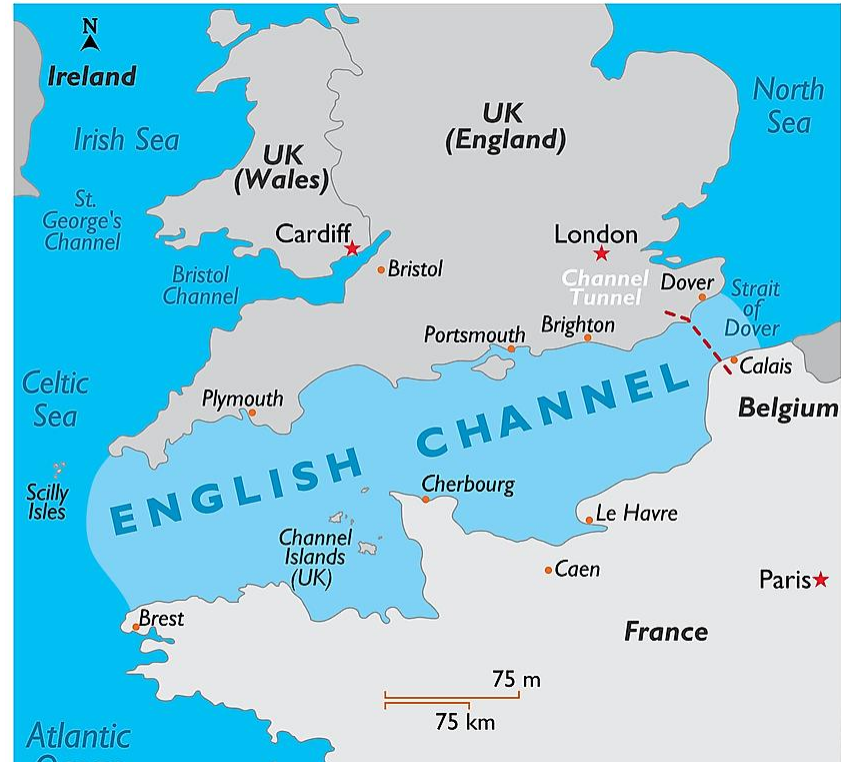 N
Ireland
Irish Sea
St.
George's
Channel
UK
(Wales)
UK
(England)
North
Sea
Cardiff
Bristol
Bristol
Channel
London
Channel
Tunnel
Dover
Strait
of
Dover
Portsmouth
Brighton
Calais
Belgium
Celtic
Sea
Plymouth
ENGLISH CHANNEL
Scilly
Isles
Cherbourg
Channel
Islands
(UK)
Le Havre
Caen
Paris
Brest
France
75 m
75 km
Atlantic